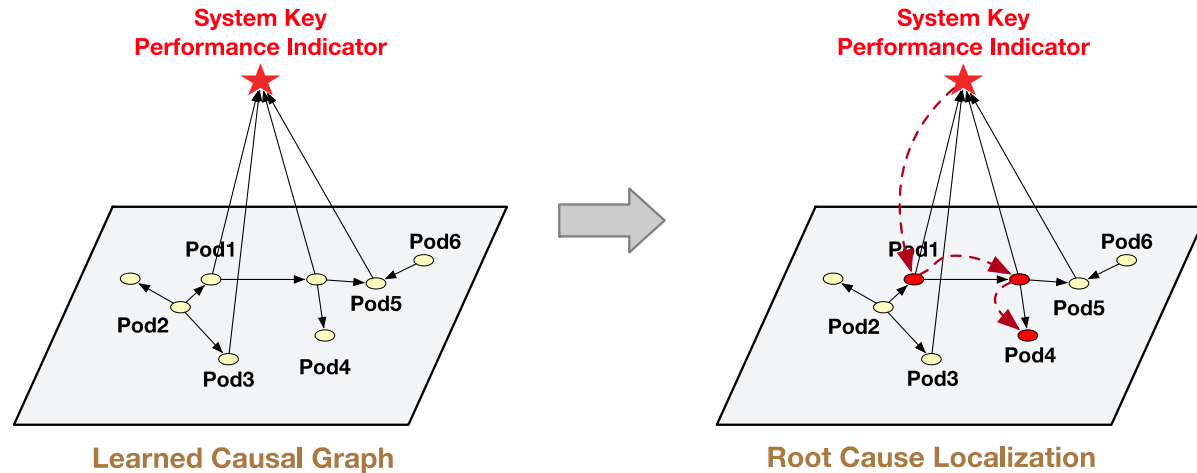 System Key
Performance Indicator
Pod1
Pod6
Pod5
Pod2
Pod3
Pod4
Learned Causal Graph
System Key
Performance Indicator
Pod1
Pod6
Pod5
Pod2
Pod4
Pod3
Root Cause Localization